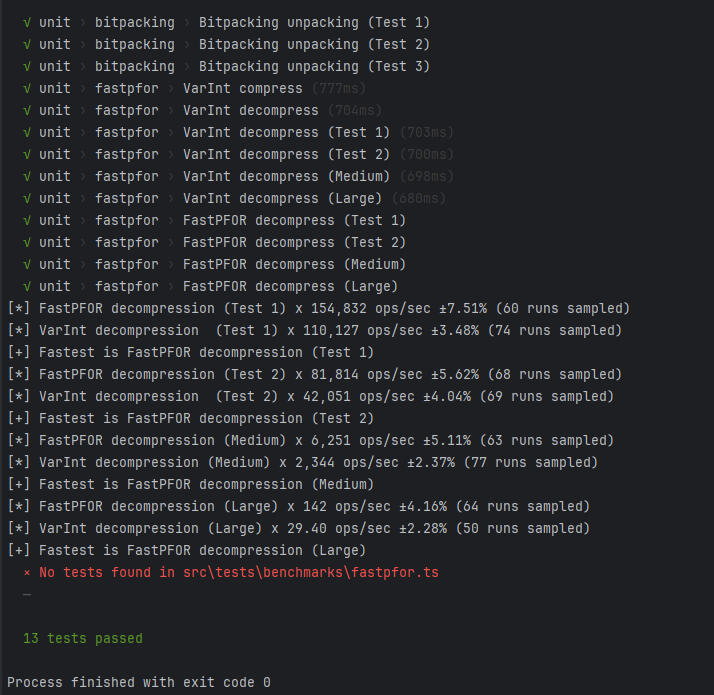 √ unit › bitpacking › Bitpacking unpacking (Test 1)
√ unit › bitpacking › Bitpacking unpacking (Test 2)
√ unit › bitpacking › Bitpacking unpacking (Test 3)
√ unit › fastpfor › VarInt compress (777ms)
√ unit › fastpfor › VarInt decompress (704ms)
√ unit › fastpfor › VarInt decompress (Test 1) (703ms)
√ unit › fastpfor › VarInt decompress (Test 2) (700ms)
√ unit › fastpfor › VarInt decompress (Medium) (698ms)
√ unit › fastpfor › VarInt decompress (Large) (680ms)
√ unit › fastpfor › FastPFOR decompress (Test 1)
√ unit › fastpfor › FastPFOR decompress (Test 2)
√ unit › fastpfor › FastPFOR decompress (Medium)
√ unit › fastpfor › FastPFOR decompress (Large)
[*] FastPFOR decompression (Test 1) x 154,832 ops/sec ±7.51% (60 runs sampled)
[*] VarInt decompression  (Test 1) x 110,127 ops/sec ±3.48% (74 runs sampled)
[+] Fastest is FastPFOR decompression (Test 1)
[*] FastPFOR decompression (Test 2) x 81,814 ops/sec ±5.62% (68 runs sampled)
[*] VarInt decompression  (Test 2) x 42,051 ops/sec ±4.04% (69 runs sampled)
[+] Fastest is FastPFOR decompression (Test 2)
[*] FastPFOR decompression (Medium) x 6,251 ops/sec ±5.11% (63 runs sampled)
[*] VarInt decompression (Medium) x 2,344 ops/sec ±2.37% (77 runs sampled)
[+] Fastest is FastPFOR decompression (Medium)
[*] FastPFOR decompression (Large) x 142 ops/sec ±4.16% (64 runs sampled)
[*] VarInt decompression (Large) x 29.40 ops/sec ±2.28% (50 runs sampled)
[+] Fastest is FastPFOR decompression (Large)
× No tests found in src\tests\benchmarks\fastpfor.ts
─
13 tests passed
Process finished with exit code 0